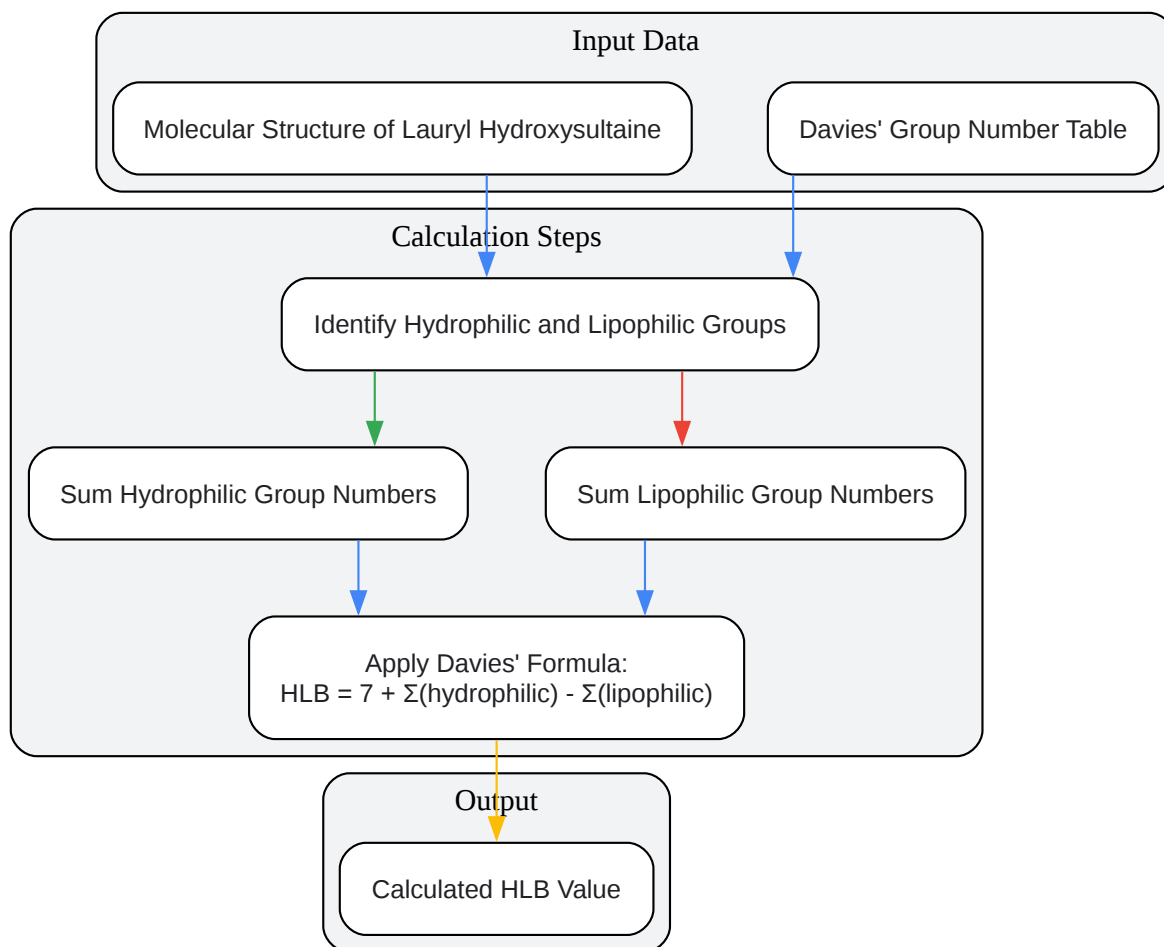 Input Data
Molecular Structure of Lauryl Hydroxysultaine
Davies' Group Number Table
Calculation Steps
Identify Hydrophilic and Lipophilic Groups
Sum Hydrophilic Group Numbers
Sum Lipophilic Group Numbers
Apply Davies' Formula:
HLB = 7 + Σ(hydrophilic) - Σ(lipophilic)
Output
Calculated HLB Value